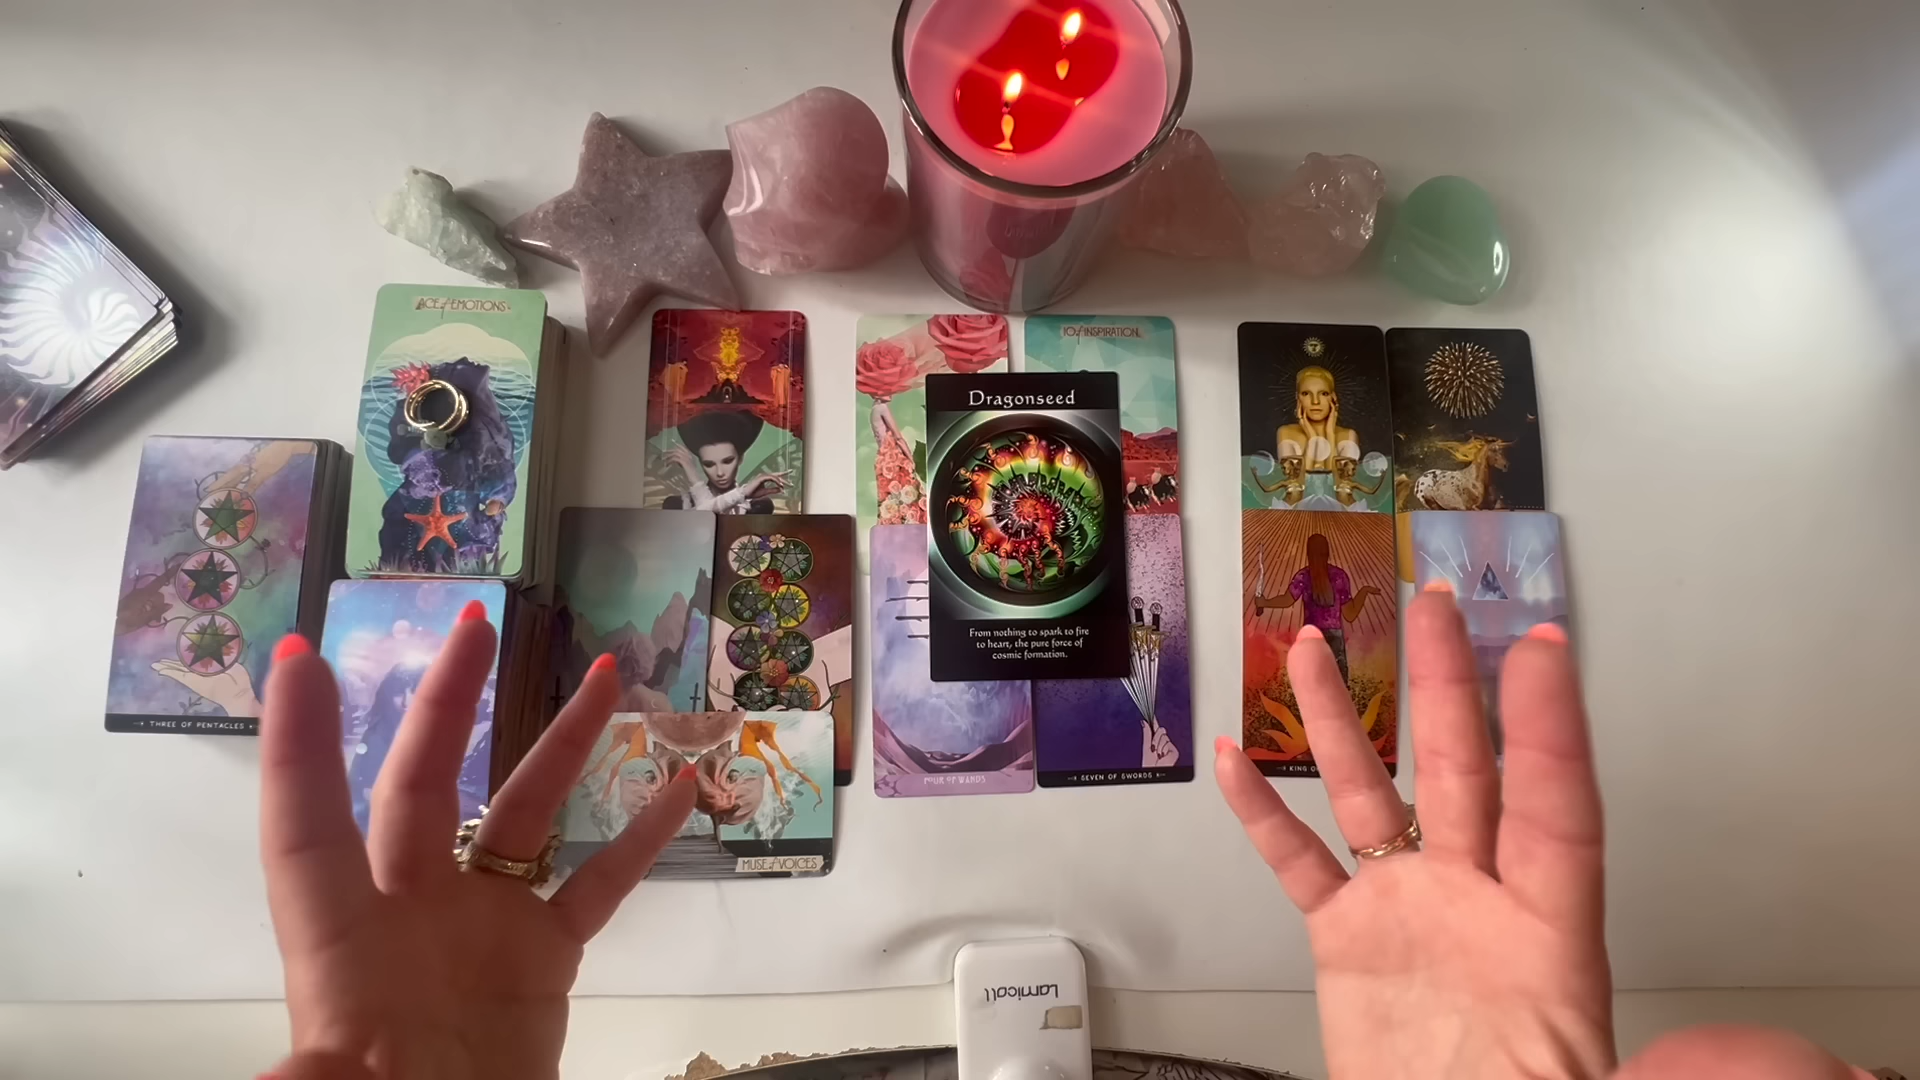 ACE of EMOTIONS
10 of INSPIRATION
Dragonseed
From nothing to spark to fire
to heart, the pure force of
cosmic formation.
THREE OF PENTACLES
FOUR OF WANDS
SEVEN OF SWORDS
KING O
MUSE of VOICES
Lamicall